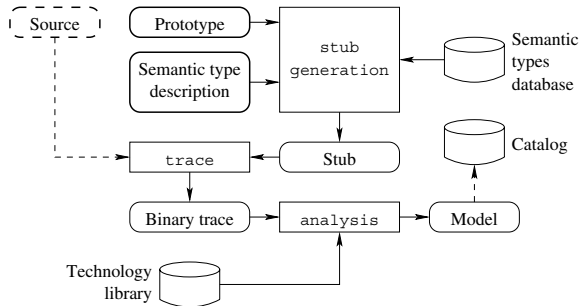 Source
Prototype
Semantic type
description
stub
generation
Semantic
types
database
trace
Stub
Catalog
Binary trace
analysis
Model
Technology
library